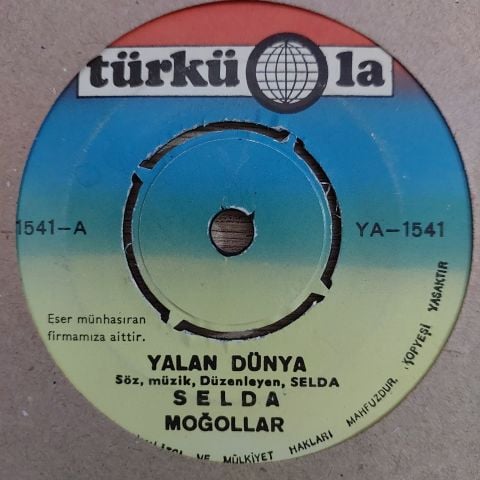 türkü la
1541-A
YA-1541
Eser münhasıran
firmamıza aittir.
YALAN DÜNYA
Söz, müzik, Düzenleyen, SELDA
SELDA
MOĞOLLAR
VE MÜLKİYET HAKLARI MAHFUZDUR. KOPYESİ YASAKTIR